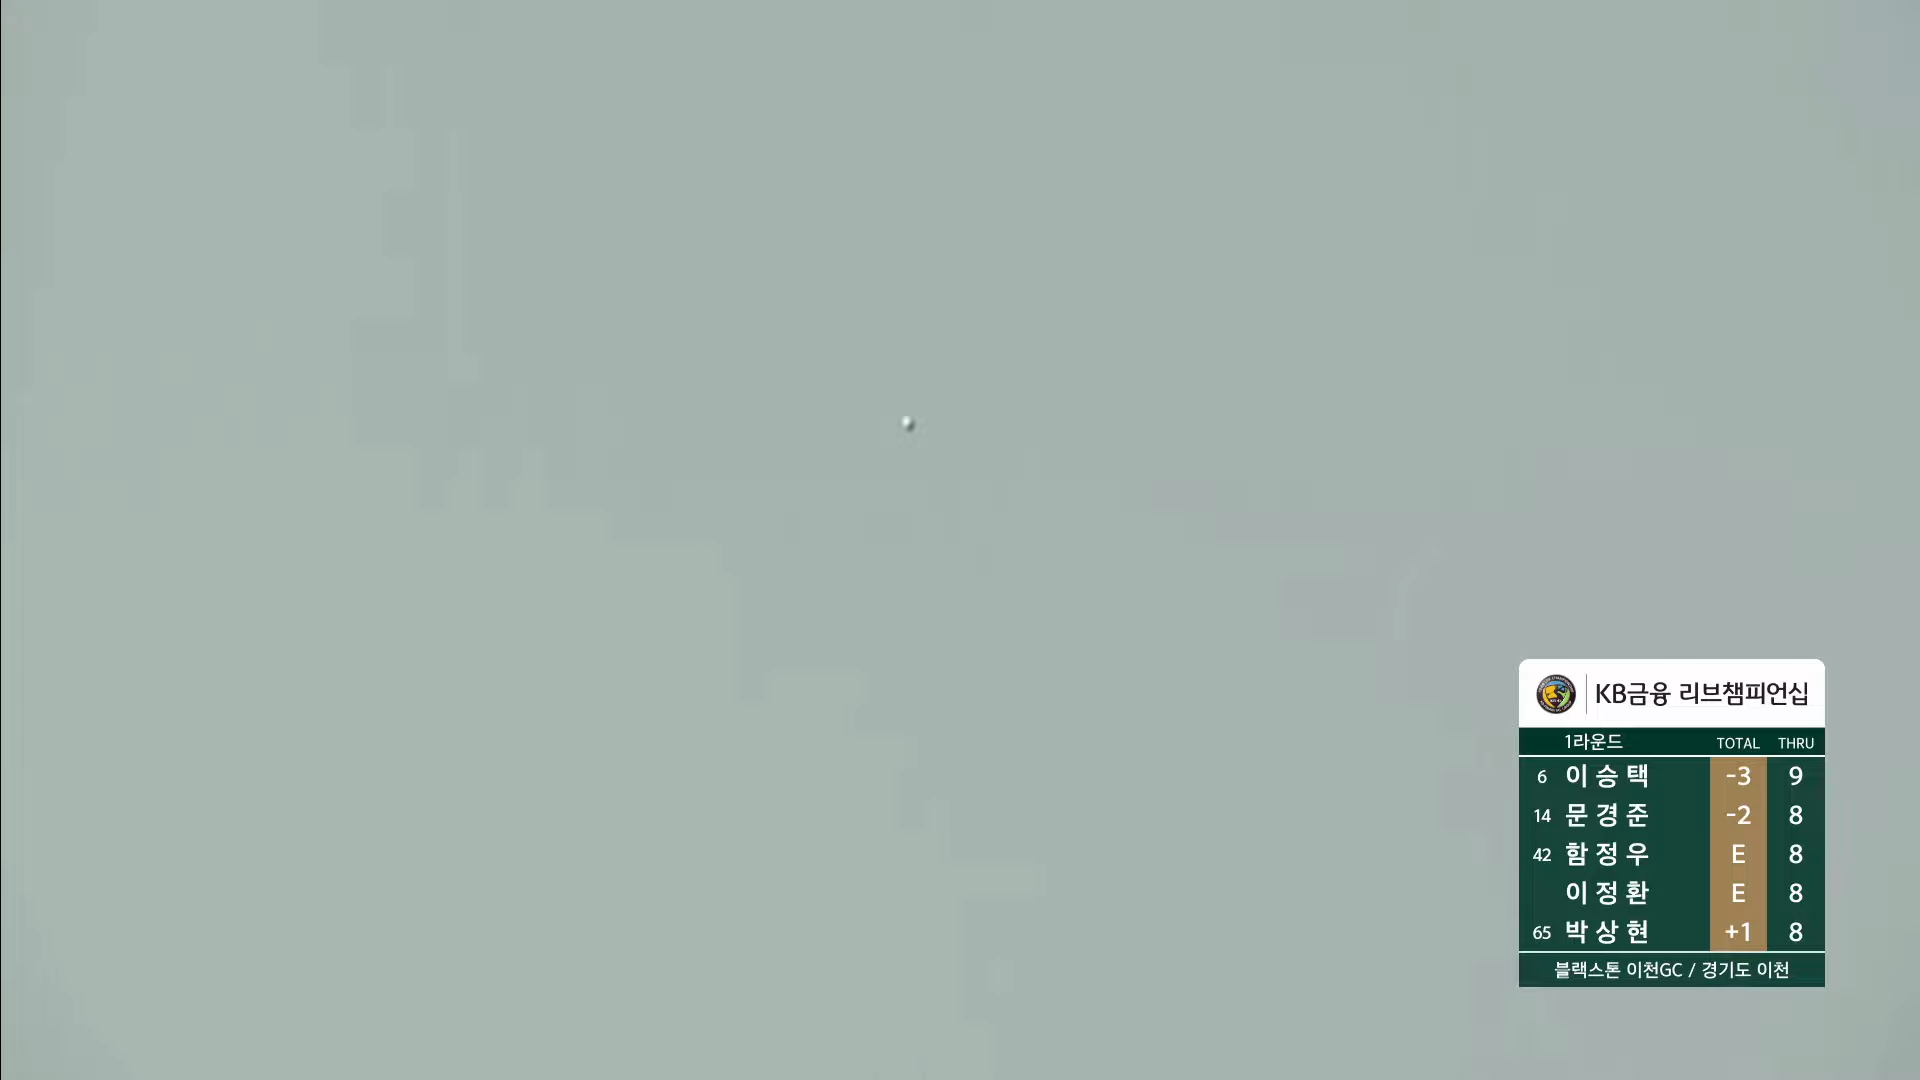 KB금융 리브챔피언십
1라운드 TOTAL THRU
6 이승택 -3 9
14 문경준 -2 8
42 함정우 E 8
이정환 E 8
65 박상현 +1 8
블랙스톤 이천GC / 경기도 이천